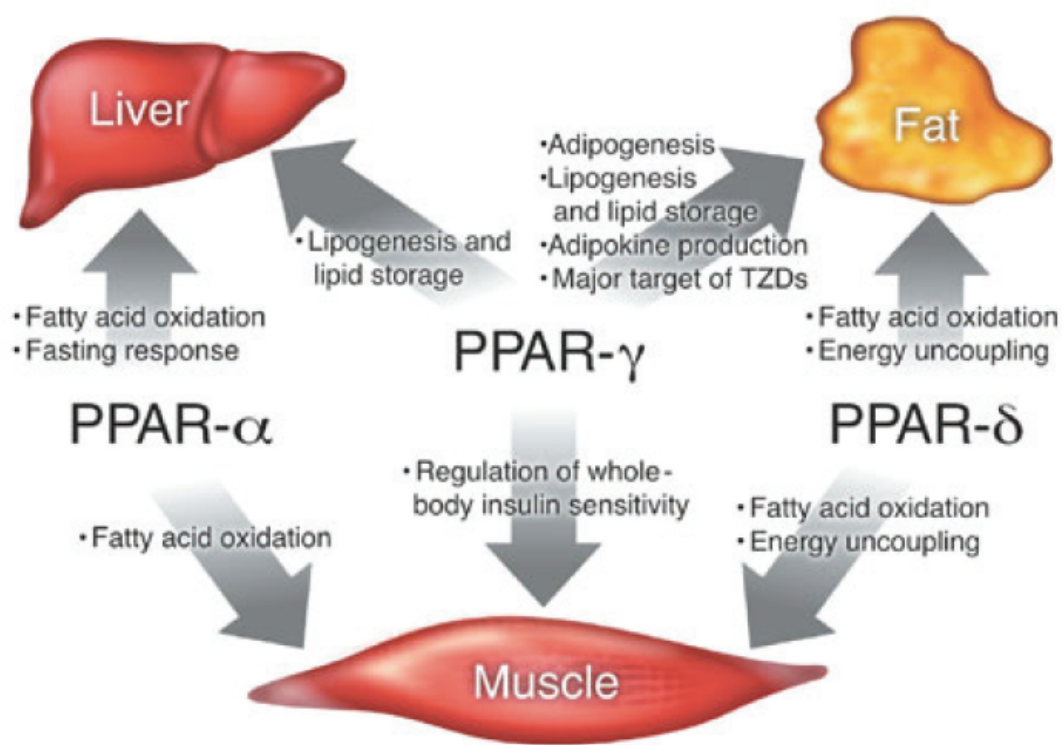 Liver
Fat
•Adipogenesis
•Lipogenesis
and lipid storage
•Adipokine production
•Major target of TZDs
•Lipogenesis and
lipid storage
•Fatty acid oxidation
•Fasting response
•Fatty acid oxidation
•Energy uncoupling
PPAR-γ
PPAR-α
PPAR-δ
•Regulation of whole-
body insulin sensitivity
•Fatty acid oxidation
•Fatty acid oxidation
•Energy uncoupling
Muscle